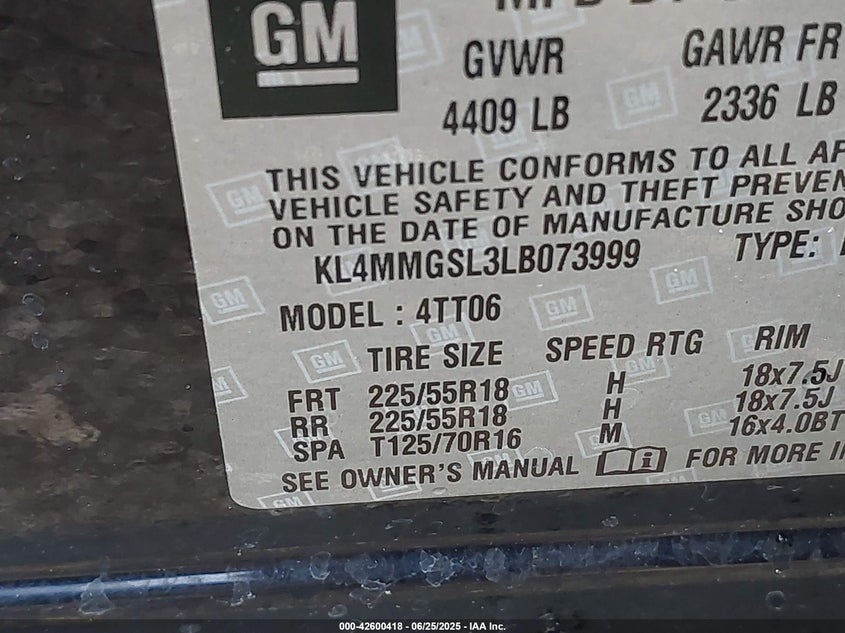 GM
GVWR GAWR FR
4409 LB 2336 LB
THIS VEHICLE CONFORMS TO ALL
VEHICLE SAFETY AND THEFT PREVEN
ON THE DATE OF MANUFACTURE SHO
KL4MMGSL3LB073999 TYPE:
MODEL : 4TT06
TIRE SIZE SPEED RTG RIM
FRT 225/55R18 H 18x7.5J
RR 225/55R18 H 18x7.5J
SPA T125/70R16 M 16x4.0BT
SEE OWNER'S MANUAL FOR MORE
000-42600418 - 06/25/2025 - IAA Inc.